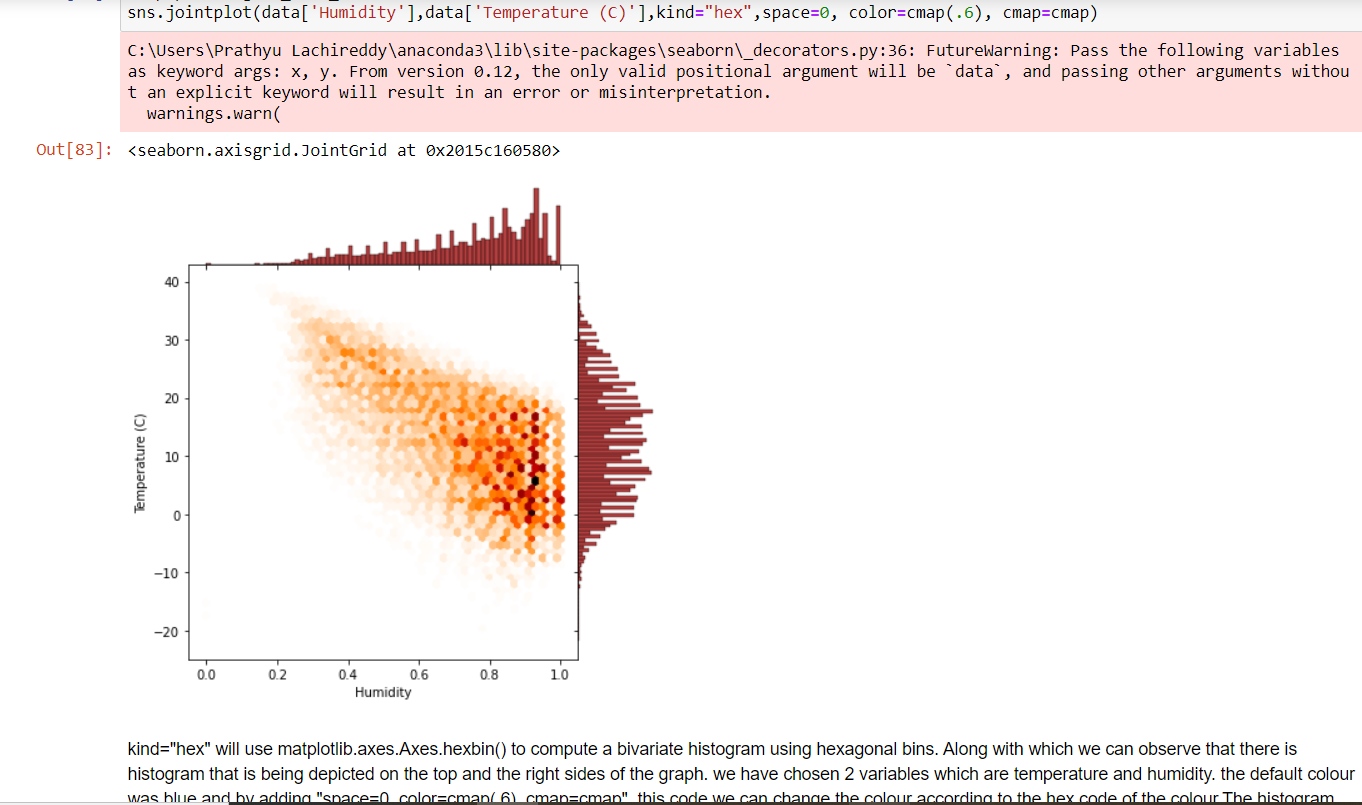 sns.jointplot(data['Humidity'],data['Temperature (C)'],kind="hex",space=0, color=cmap(.6), cmap=cmap)
C:\Users\Prathyu Lachireddy\anaconda3\lib\site-packages\seaborn\_decorators.py:36: FutureWarning: Pass the following variables
as keyword args: x, y. From version 0.12, the only valid positional argument will be `data`, and passing other arguments withou
t an explicit keyword will result in an error or misinterpretation.
warnings.warn(
Out[83]: <seaborn.axisgrid.JointGrid at 0x2015c160580>
40
30
20
10
0
−10
−20
Temperature (C)
0.0 0.2 0.4 0.6 0.8 1.0
Humidity
kind="hex" will use matplotlib.axes.Axes.hexbin() to compute a bivariate histogram using hexagonal bins. Along with which we can observe that there is
histogram that is being depicted on the top and the right sides of the graph. we have chosen 2 variables which are temperature and humidity. the default colour
was blue and by adding "space=0, color=cmap(.6), cmap=cmap", this code we can change the colour according to the hex code of the colour.The histogram